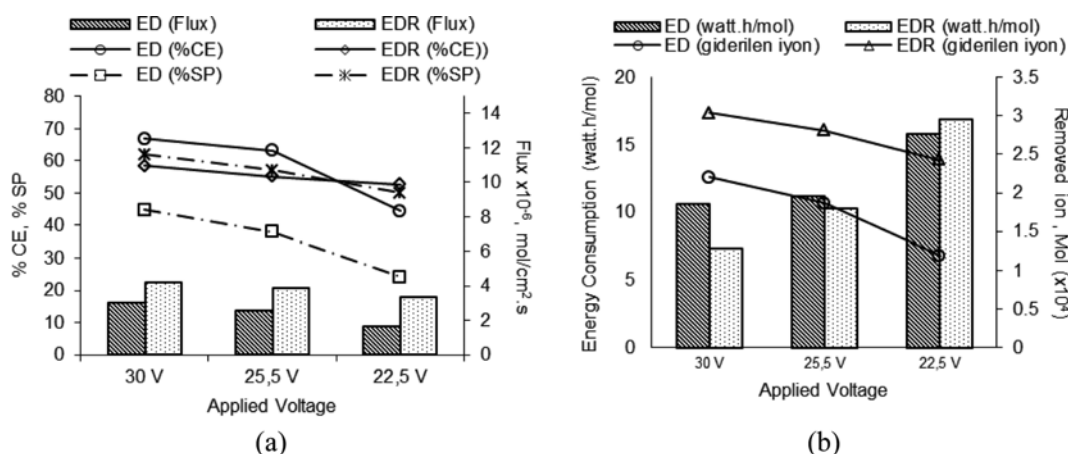 ED (Flux) EDR (Flux)
ED (%CE) EDR (%CE))
ED (%SP) EDR (%SP)
% CE, % SP
80
70
60
50
40
30
20
10
0
14
12
10
8
6
4
2
0
Flux x10-6, mol/cm2.s
30 V 25,5 V 22,5 V
Applied Voltage
(a)
ED (watt.h/mol) EDR (watt.h/mol)
ED (giderilen iyon) EDR (giderilen iyon)
Energy Consumption (watt.h/mol)
20
15
10
5
0
3.5
3
2.5
2
1.5
1
0.5
0
Removed ion , Mol (x10⁴)
30 V 25,5 V 22,5 V
Applied Voltage
(b)